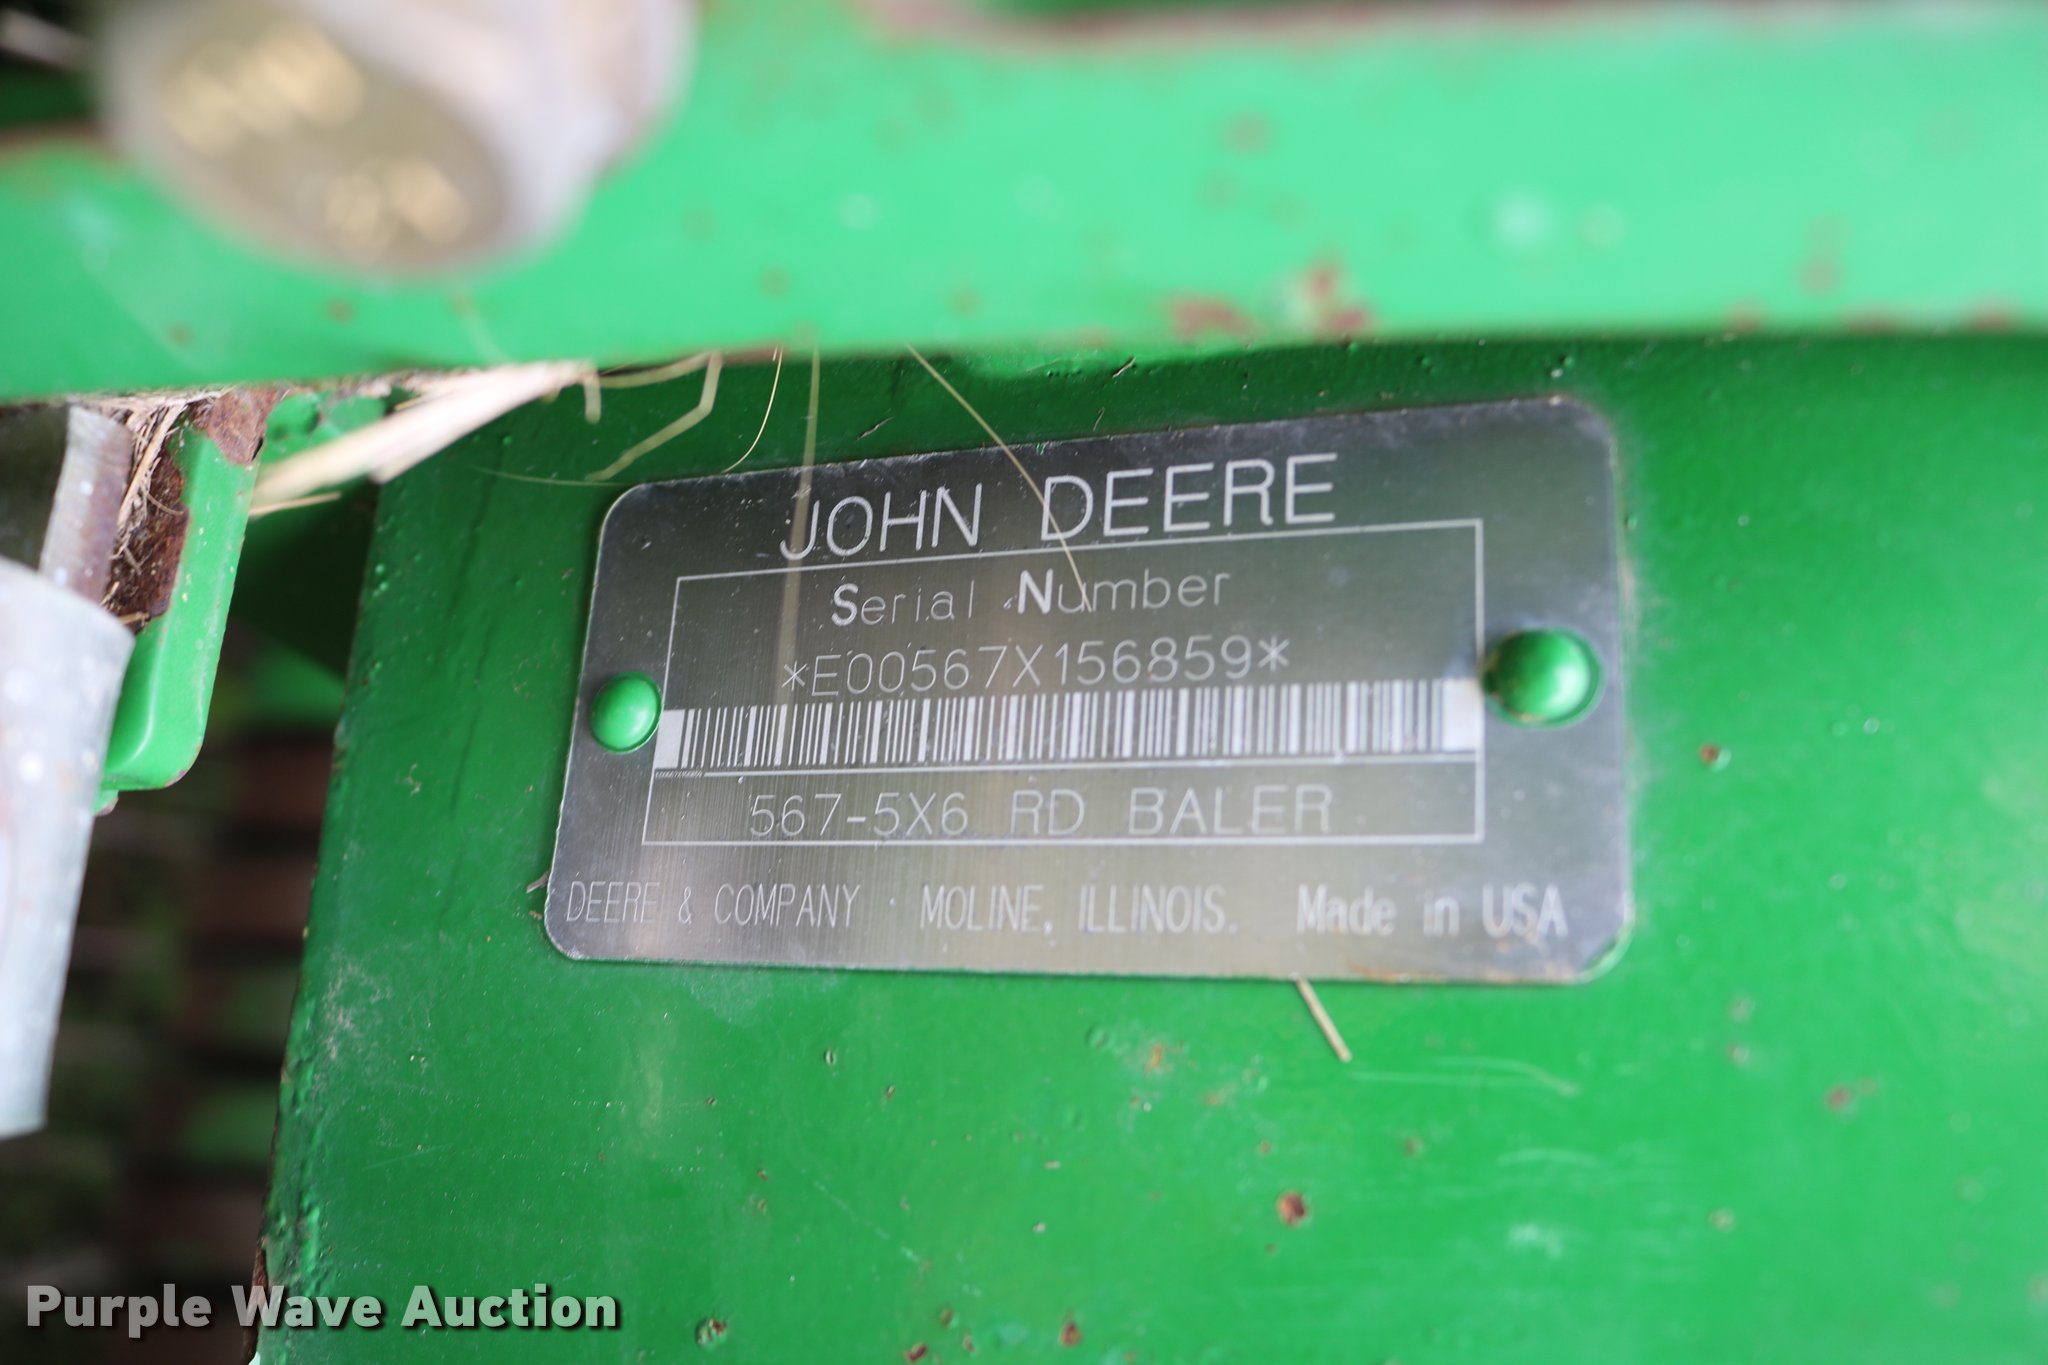 JOHN DEERE
Serial Number
*E00567X156859*
567-5X6 RD BALER
DEERE & COMPANY · MOLINE, ILLINOIS. Made in USA
Purple Wave Auction